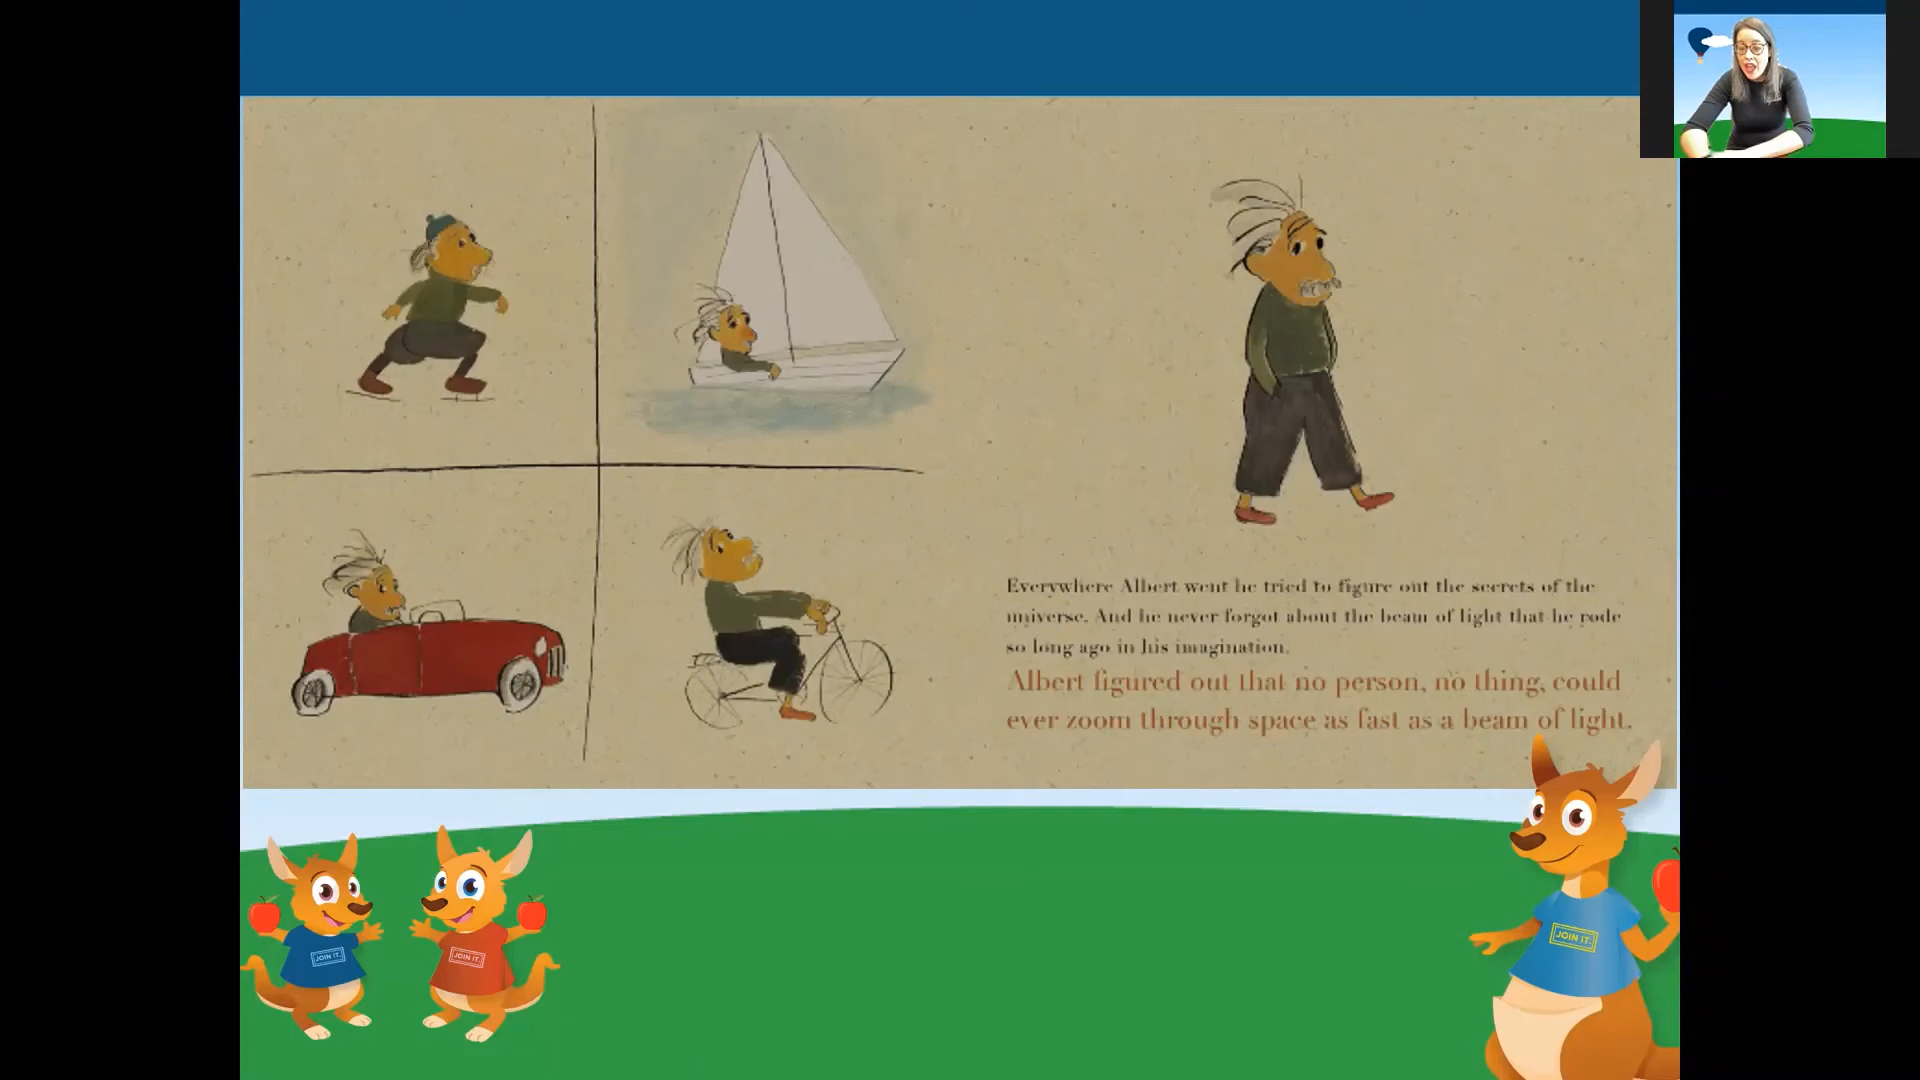 Everywhere Albert went he tried to figure out the secrets of the
universe. And he never forgot about the beam of light that he rode
so long ago in his imagination.
Albert figured out that no person, no thing, could
ever zoom through space as fast as a beam of light.
JOIN IT.
JOIN IT.
JOIN IT.